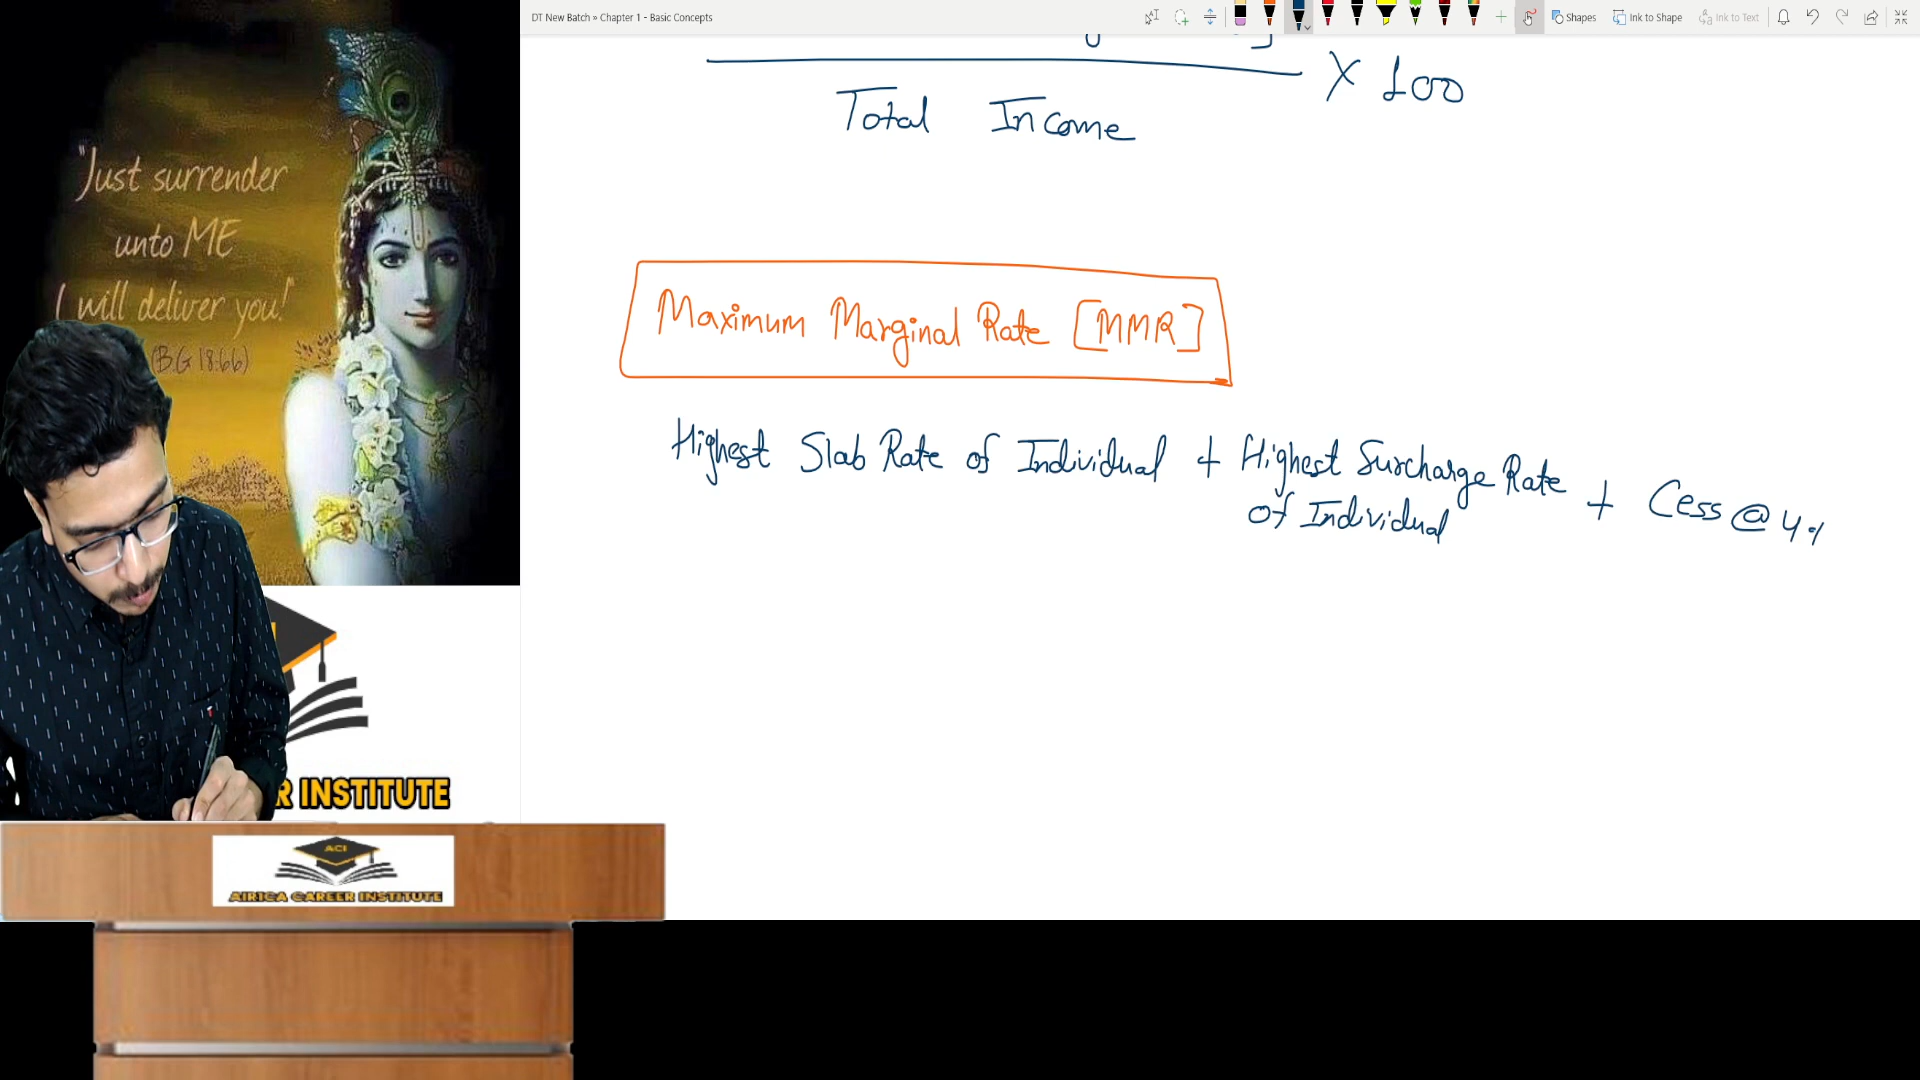 DT New Batch » Chapter 1 - Basic Concepts
Shapes
Ink to Shape
Ink to Text
Total Income
X 100
"Just surrender
unto ME
I will deliver you!"
(B.G 18:66)
Maximum Marginal Rate [MMR]
Highest Slab Rate of Individual + Highest Surcharge Rate
of Individual
+ Cess @ 4%
R INSTITUTE
ACI
AIRICA CAREER INSTITUTE